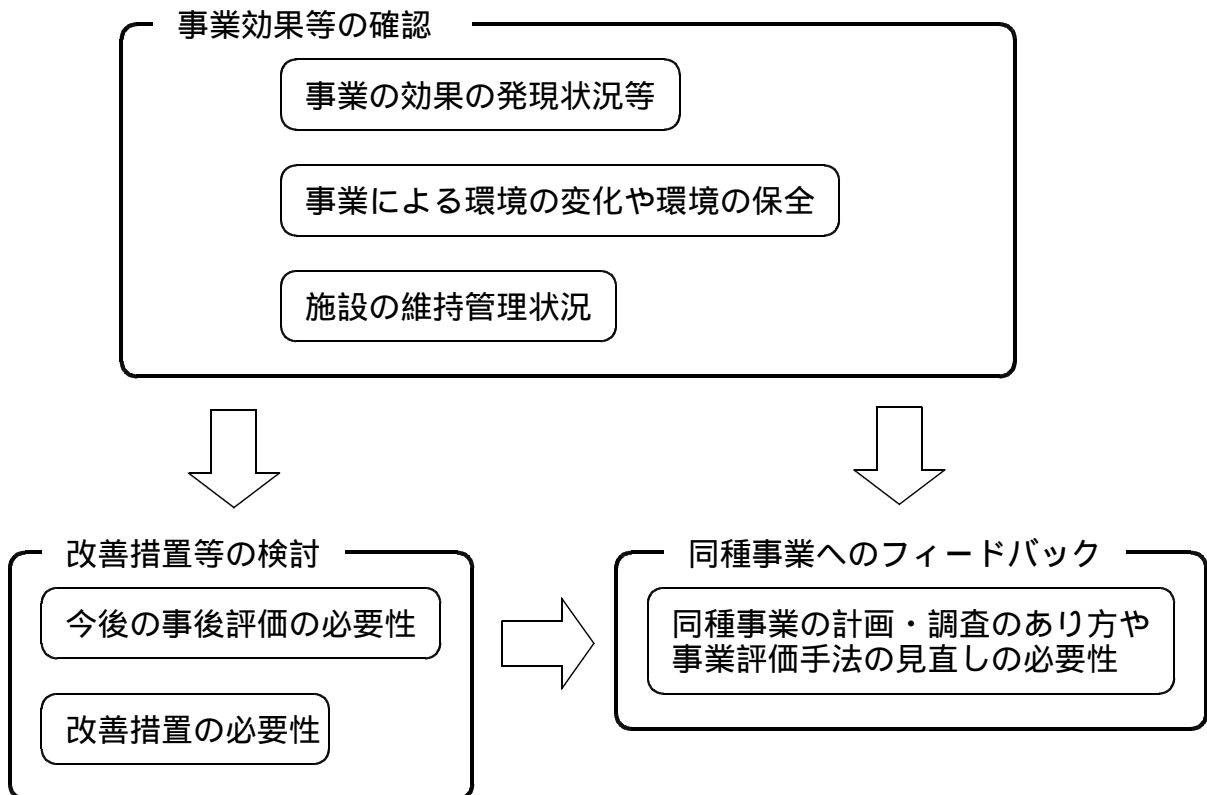 事業効果等の確認
事業の効果の発現状況等
事業による環境の変化や環境の保全
施設の維持管理状況
改善措置等の検討
今後の事後評価の必要性
改善措置の必要性
同種事業へのフィードバック
同種事業の計画・調査のあり方や
事業評価手法の見直しの必要性